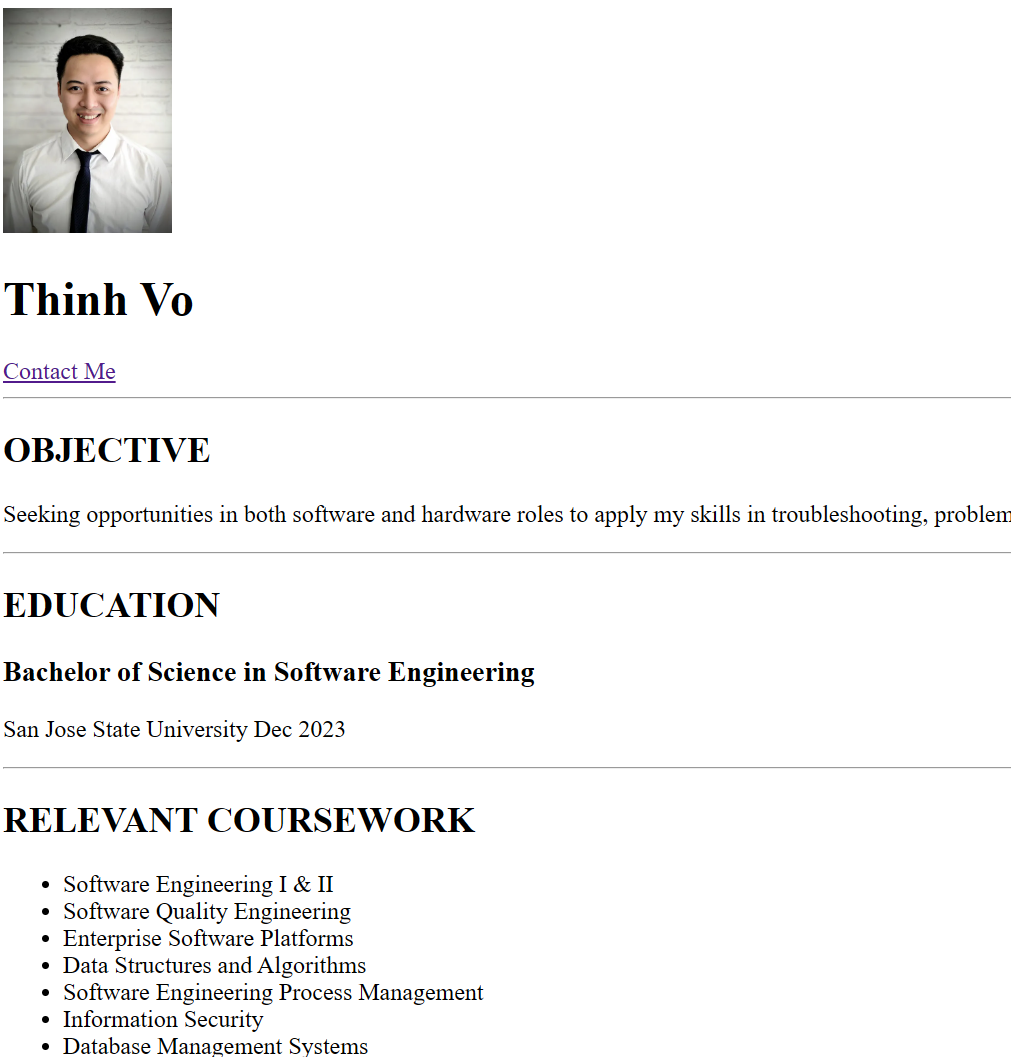 Thinh Vo
Contact Me
OBJECTIVE
Seeking opportunities in both software and hardware roles to apply my skills in troubleshooting, problem
EDUCATION
Bachelor of Science in Software Engineering
San Jose State University Dec 2023
RELEVANT COURSEWORK
• Software Engineering I & II
• Software Quality Engineering
• Enterprise Software Platforms
• Data Structures and Algorithms
• Software Engineering Process Management
• Information Security
• Database Management Systems